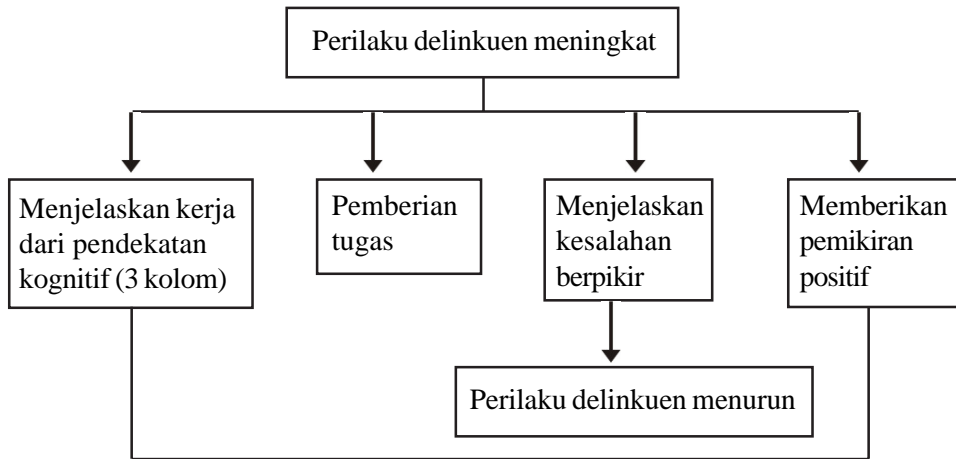 Perilaku delinkuen meningkat
Menjelaskan kerja
dari pendekatan
kognitif (3 kolom)
Pemberian
tugas
Menjelaskan
kesalahan
berpikir
Memberikan
pemikiran
positif
Perilaku delinkuen menurun